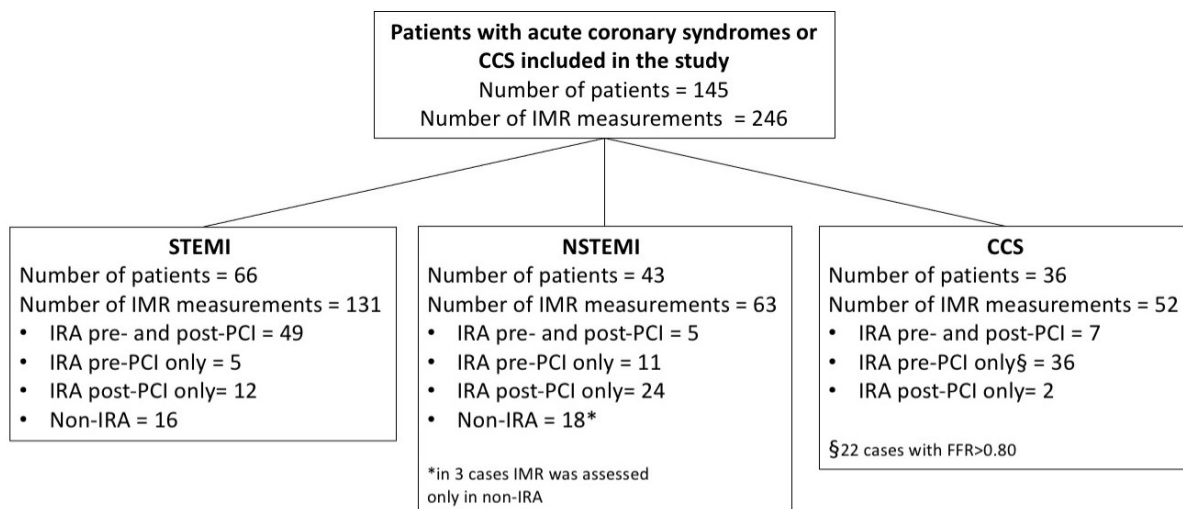 Patients with acute coronary syndromes or
CCS included in the study
Number of patients = 145
Number of IMR measurements = 246
STEMI
Number of patients = 66
Number of IMR measurements = 131
• IRA pre- and post-PCI = 49
• IRA pre-PCI only = 5
• IRA post-PCI only= 12
• Non-IRA = 16
NSTEMI
Number of patients = 43
Number of IMR measurements = 63
• IRA pre- and post-PCI = 5
• IRA pre-PCI only = 11
• IRA post-PCI only= 24
• Non-IRA = 18*
*in 3 cases IMR was assessed
only in non-IRA
CCS
Number of patients = 36
Number of IMR measurements = 52
• IRA pre- and post-PCI = 7
• IRA pre-PCI only§ = 36
• IRA post-PCI only= 2
§22 cases with FFR>0.80